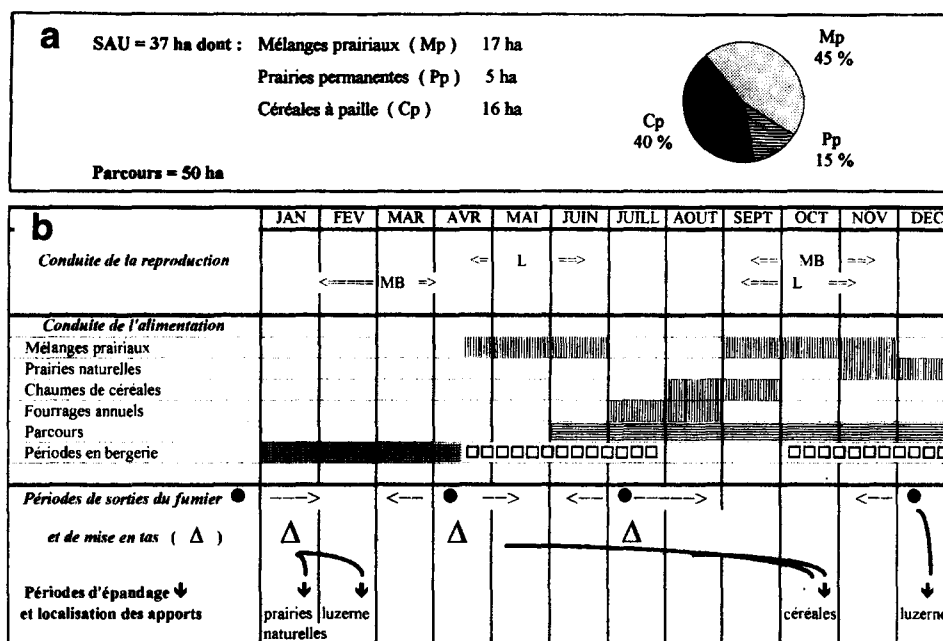 a
SAU = 37 ha dont : Mélanges prairiaux ( Mp ) 17 ha
Prairies permanentes ( Pp ) 5 ha
Céréales à paille ( Cp ) 16 ha
Parcours = 50 ha
Mp
45 %
Cp
40 %
Pp
15 %
b
JAN FEV MAR AVR MAI JUIN JUILL AOUT SEPT OCT NOV DEC
Conduite de la reproduction
L MB
MB L
Conduite de l'alimentation
Mélanges prairiaux
Prairies naturelles
Chaumes de céréales
Fourrages annuels
Parcours
Périodes en bergerie
Périodes de sorties du fumier
et de mise en tas ( Δ )
Périodes d'épandage
et localisation des apports
prairies luzerne céréales luzerne
naturelles